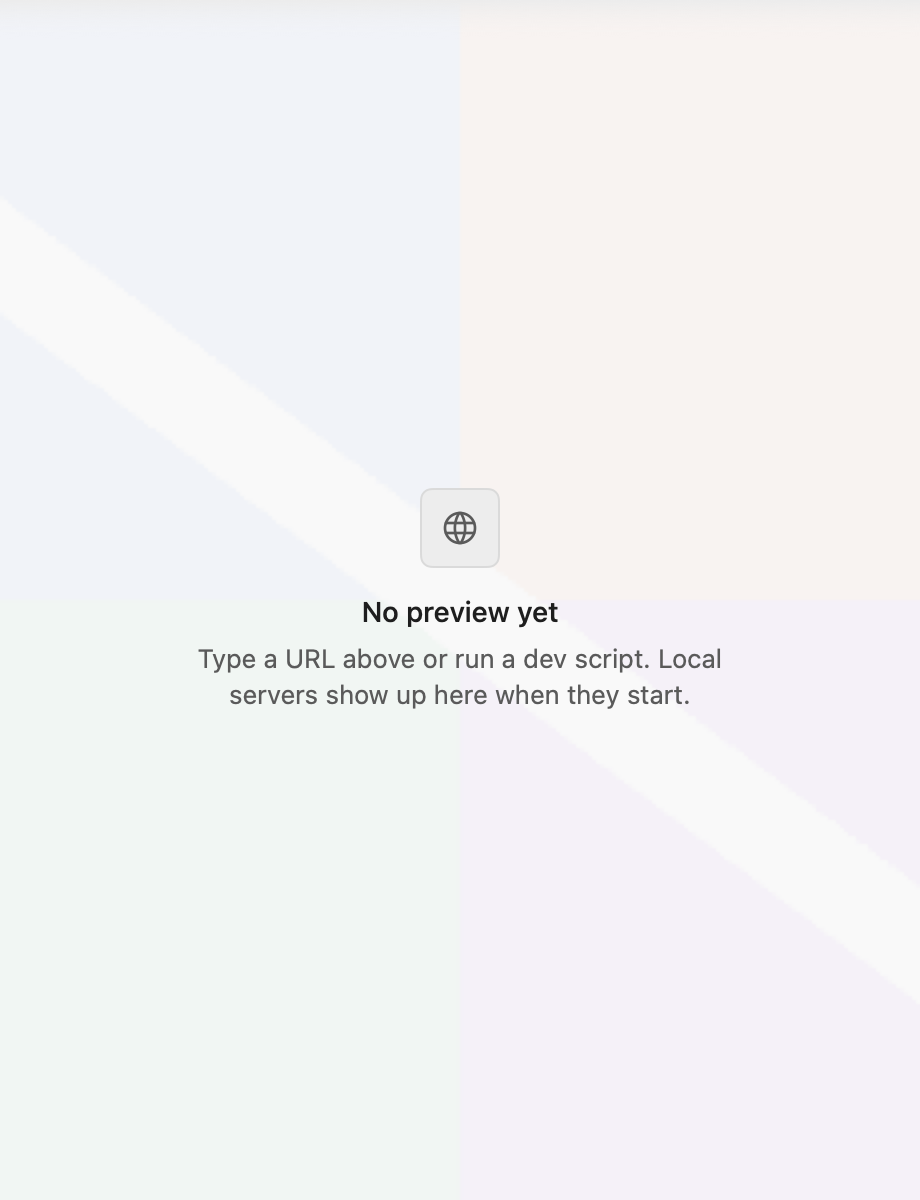 No preview yet
Type a URL above or run a dev script. Local
servers show up here when they start.